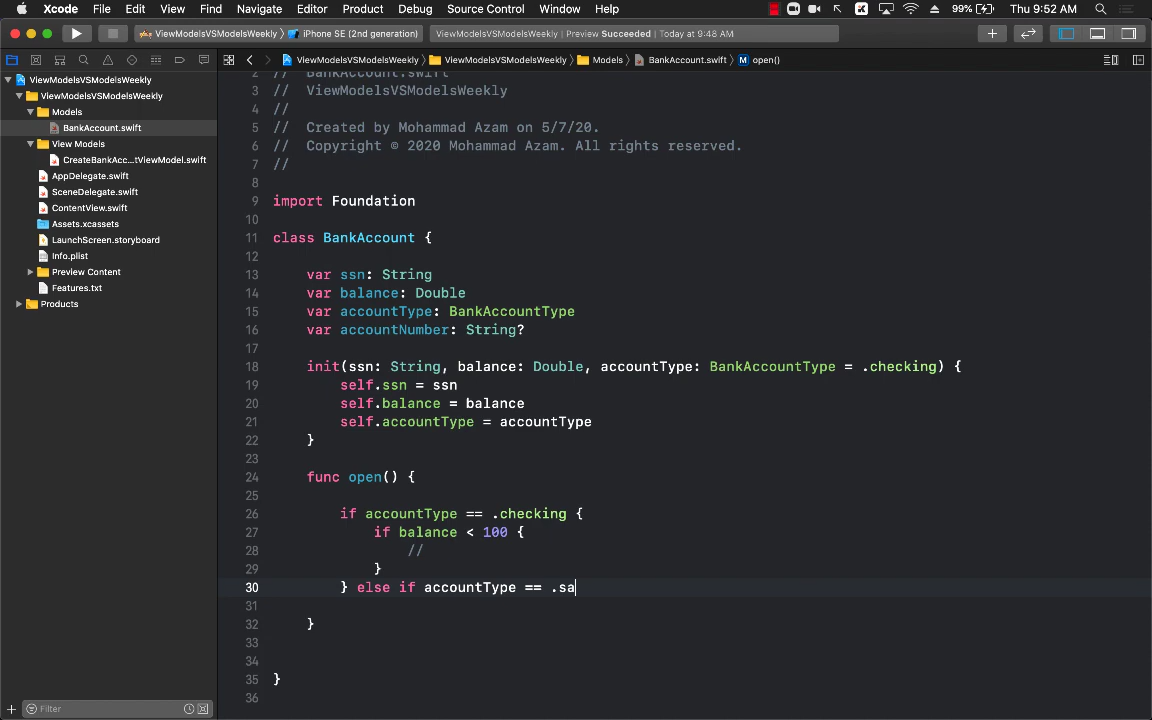 Xcode File Edit View Find Navigate Editor Product Debug Source Control Window Help 99% Thu 9:52 AM
ViewModelsVSModelsWeekly iPhone SE (2nd generation) ViewModelsVSModelsWeekly | Preview Succeeded | Today at 9:48 AM
ViewModelsVSModelsWeekly ViewModelsVSModelsWeekly Models BankAccount.swift M open()
ViewModelsVSModelsWeekly
ViewModelsVSModelsWeekly
Models
BankAccount.swift
View Models
CreateBankAcc...tViewModel.swift
AppDelegate.swift
SceneDelegate.swift
ContentView.swift
Assets.xcassets
LaunchScreen.storyboard
Info.plist
Preview Content
Features.txt
Products
Filter
2 // BankAccount.swift
3 // ViewModelsVSModelsWeekly
4 //
5 // Created by Mohammad Azam on 5/7/20.
6 // Copyright © 2020 Mohammad Azam. All rights reserved.
7 //
8
9 import Foundation
10
11 class BankAccount {
12
13 var ssn: String
14 var balance: Double
15 var accountType: BankAccountType
16 var accountNumber: String?
17
18 init(ssn: String, balance: Double, accountType: BankAccountType = .checking) {
19 self.ssn = ssn
20 self.balance = balance
21 self.accountType = accountType
22 }
23
24 func open() {
25
26 if accountType == .checking {
27 if balance < 100 {
28 //
29 }
30 } else if accountType == .sa
31
32 }
33
34
35 }
36